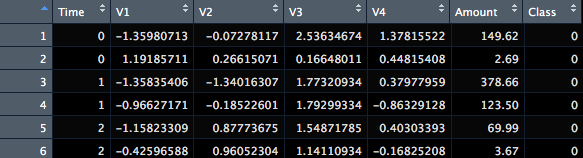 Time V1 V2 V3 V4 Amount Class
1 0 -1.35980713 -0.07278117 2.53634674 1.37815522 149.62 0
2 0 1.19185711 0.26615071 0.16648011 0.44815408 2.69 0
3 1 -1.35835406 -1.34016307 1.77320934 0.37977959 378.66 0
4 1 -0.96627171 -0.18522601 1.79299334 -0.86329128 123.50 0
5 2 -1.15823309 0.87773675 1.54871785 0.40303393 69.99 0
6 2 -0.42596588 0.96052304 1.14110934 -0.16825208 3.67 0